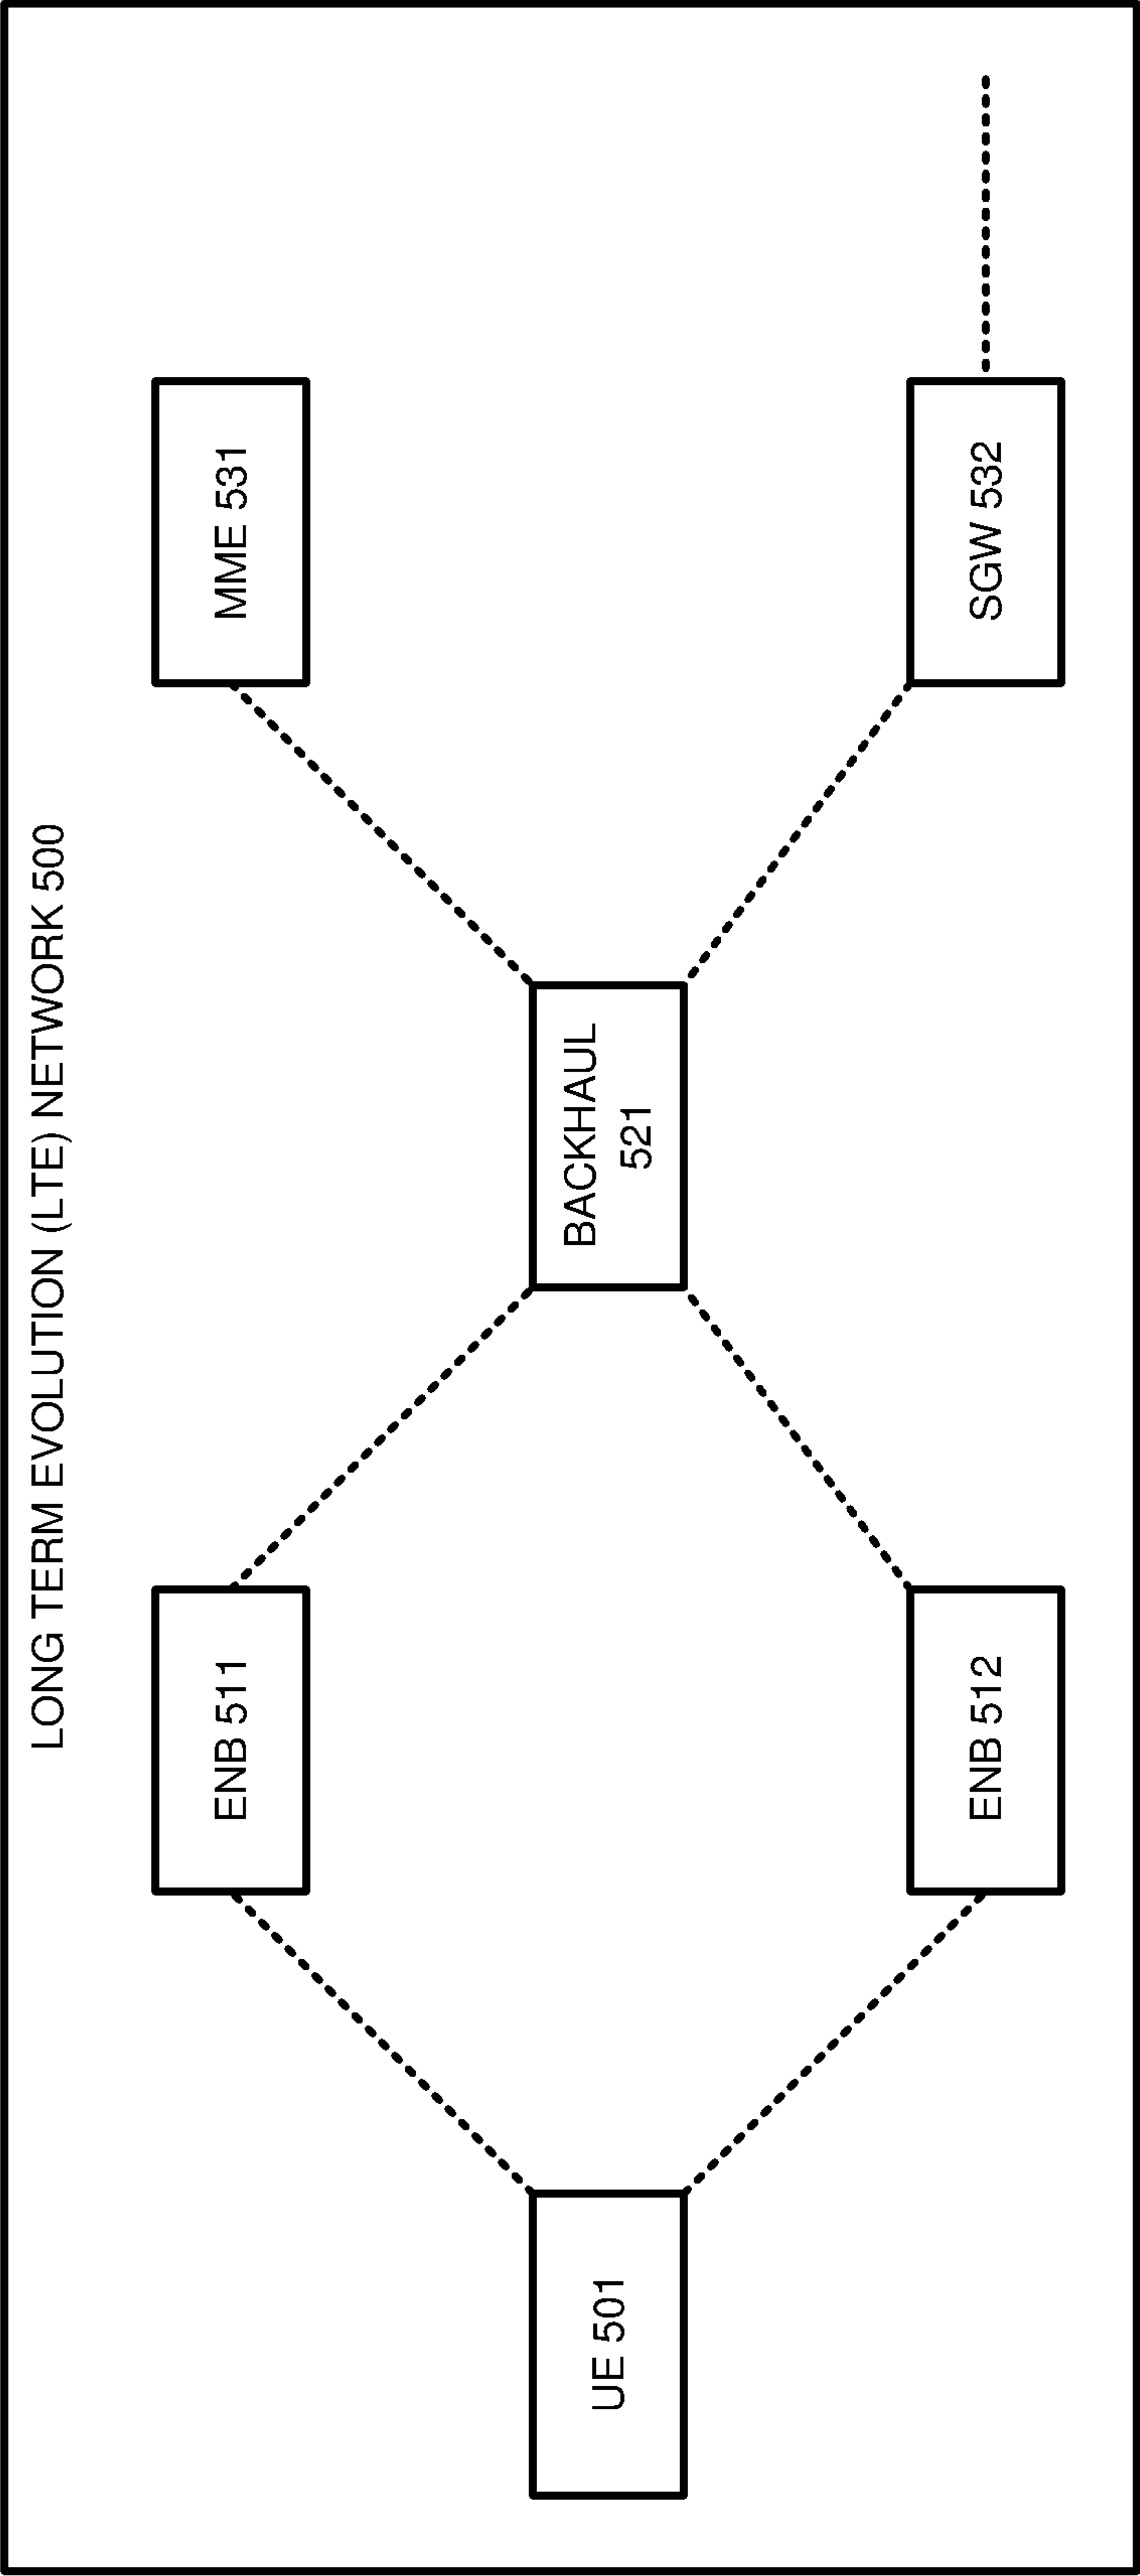 LONG TERM EVOLUTION (LTE) NETWORK 500
ENB 511
MME 531
UE 501
BACKHAUL
521
ENB 512
SGW 532